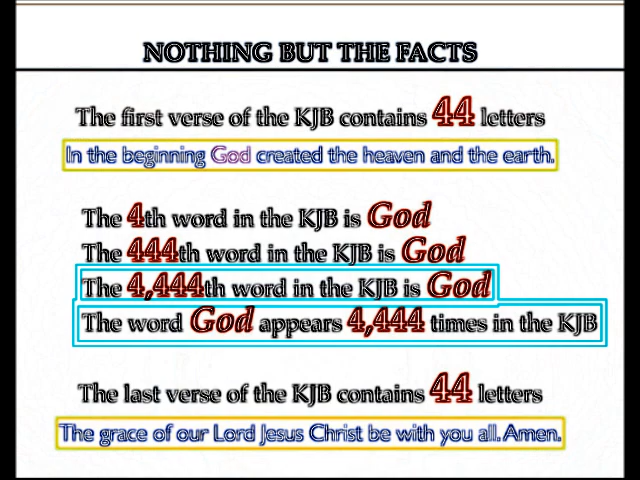 NOTHING BUT THE FACTS
The first verse of the KJB contains 44 letters
In the beginning God created the heaven and the earth.
The 4th word in the KJB is God
The 444th word in the KJB is God
The 4,444th word in the KJB is God
The word God appears 4,444 times in the KJB
The last verse of the KJB contains 44 letters
The grace of our Lord Jesus Christ be with you all. Amen.